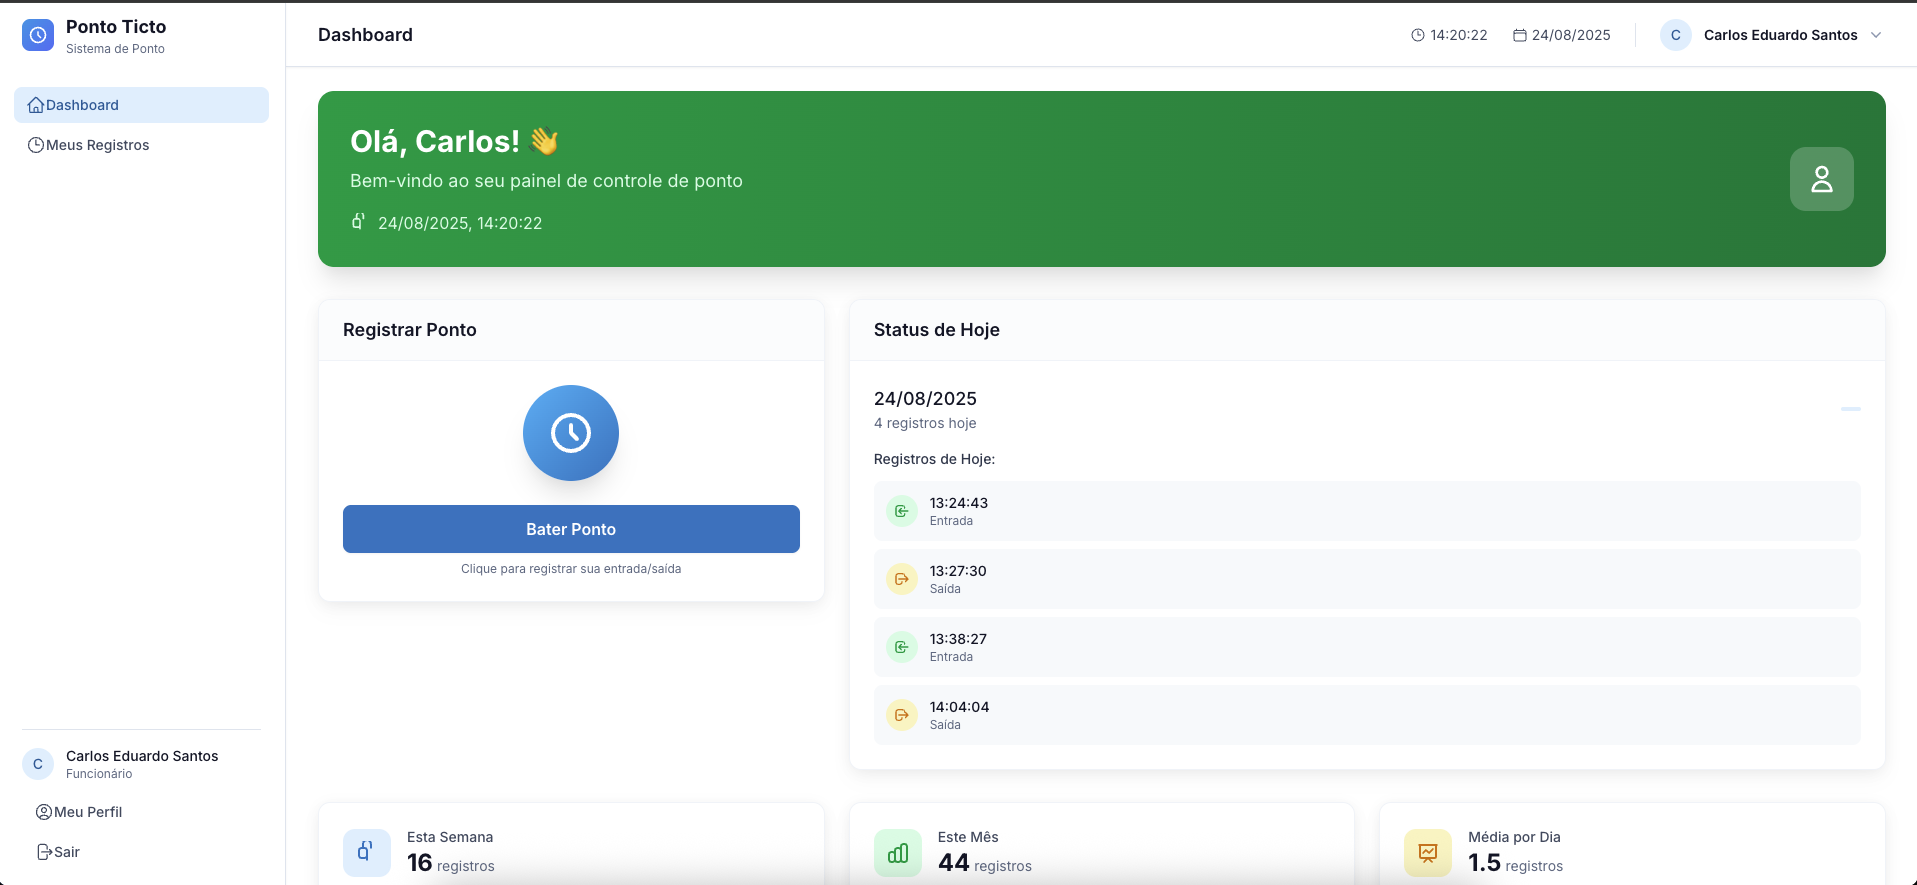 Ponto Ticto
Sistema de Ponto
Dashboard
Meus Registros
Carlos Eduardo Santos
Funcionário
Meu Perfil
Sair
Dashboard
14:20:22
24/08/2025
C
Carlos Eduardo Santos
Olá, Carlos! 👋
Bem-vindo ao seu painel de controle de ponto
24/08/2025, 14:20:22
Registrar Ponto
Bater Ponto
Clique para registrar sua entrada/saída
Status de Hoje
24/08/2025
4 registros hoje
Registros de Hoje:
13:24:43
Entrada
13:27:30
Saída
13:38:27
Entrada
14:04:04
Saída
Esta Semana
16 registros
Este Mês
44 registros
Média por Dia
1.5 registros
C